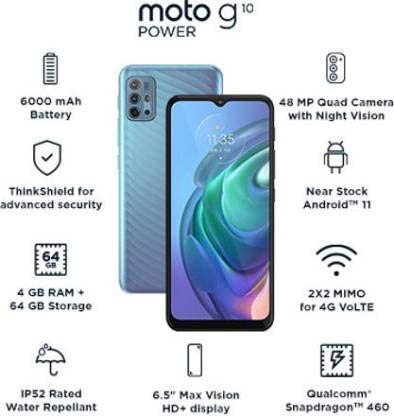 moto g 10
POWER
6000 mAh
Battery
48 MP Quad Camera
with Night Vision
ThinkShield for
advanced security
Near Stock
Android™ 11
64
GB
4 GB RAM +
64 GB Storage
2X2 MIMO
for 4G VoLTE
IP52 Rated
Water Repellant
6.5" Max Vision
HD+ display
Qualcomm®
Snapdragon™ 460